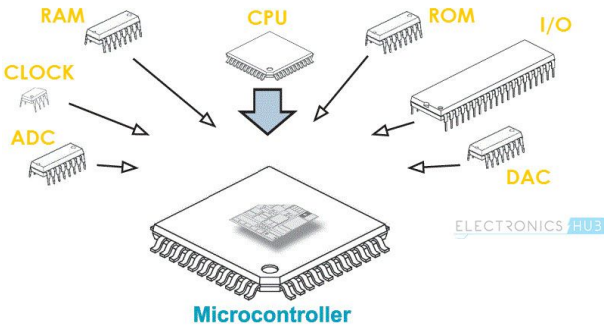 RAM
CPU
ROM
I/O
CLOCK
ADC
DAC
ELECTRONICS HUB
Microcontroller